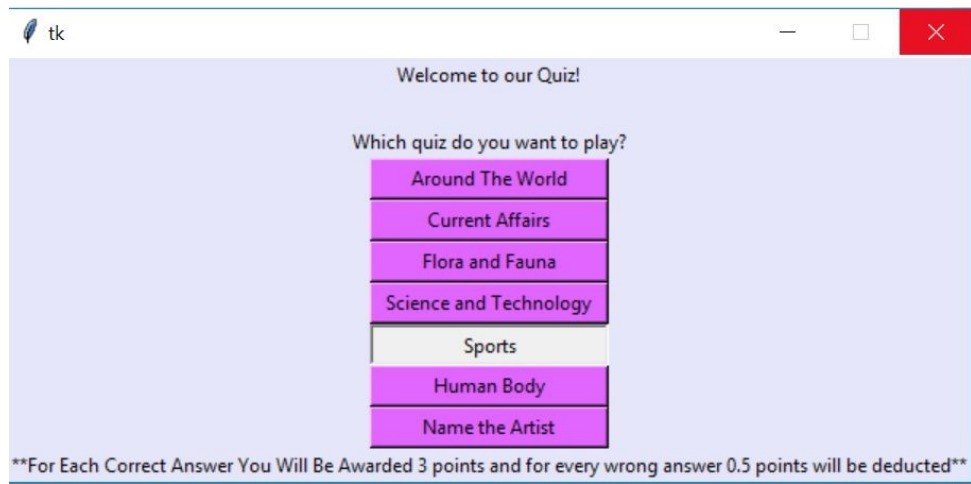 tk
Welcome to our Quiz!
Which quiz do you want to play?
Around The World
Current Affairs
Flora and Fauna
Science and Technology
Sports
Human Body
Name the Artist
**For Each Correct Answer You Will Be Awarded 3 points and for every wrong answer 0.5 points will be deducted**